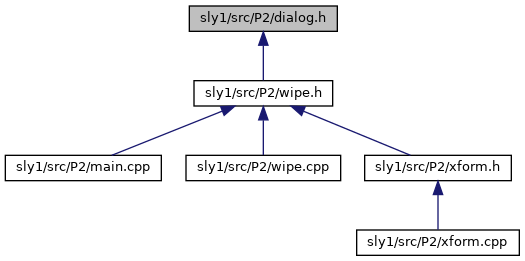 sly1/src/P2/dialog.h
sly1/src/P2/wipe.h
sly1/src/P2/main.cpp
sly1/src/P2/wipe.cpp
sly1/src/P2/xform.h
sly1/src/P2/xform.cpp